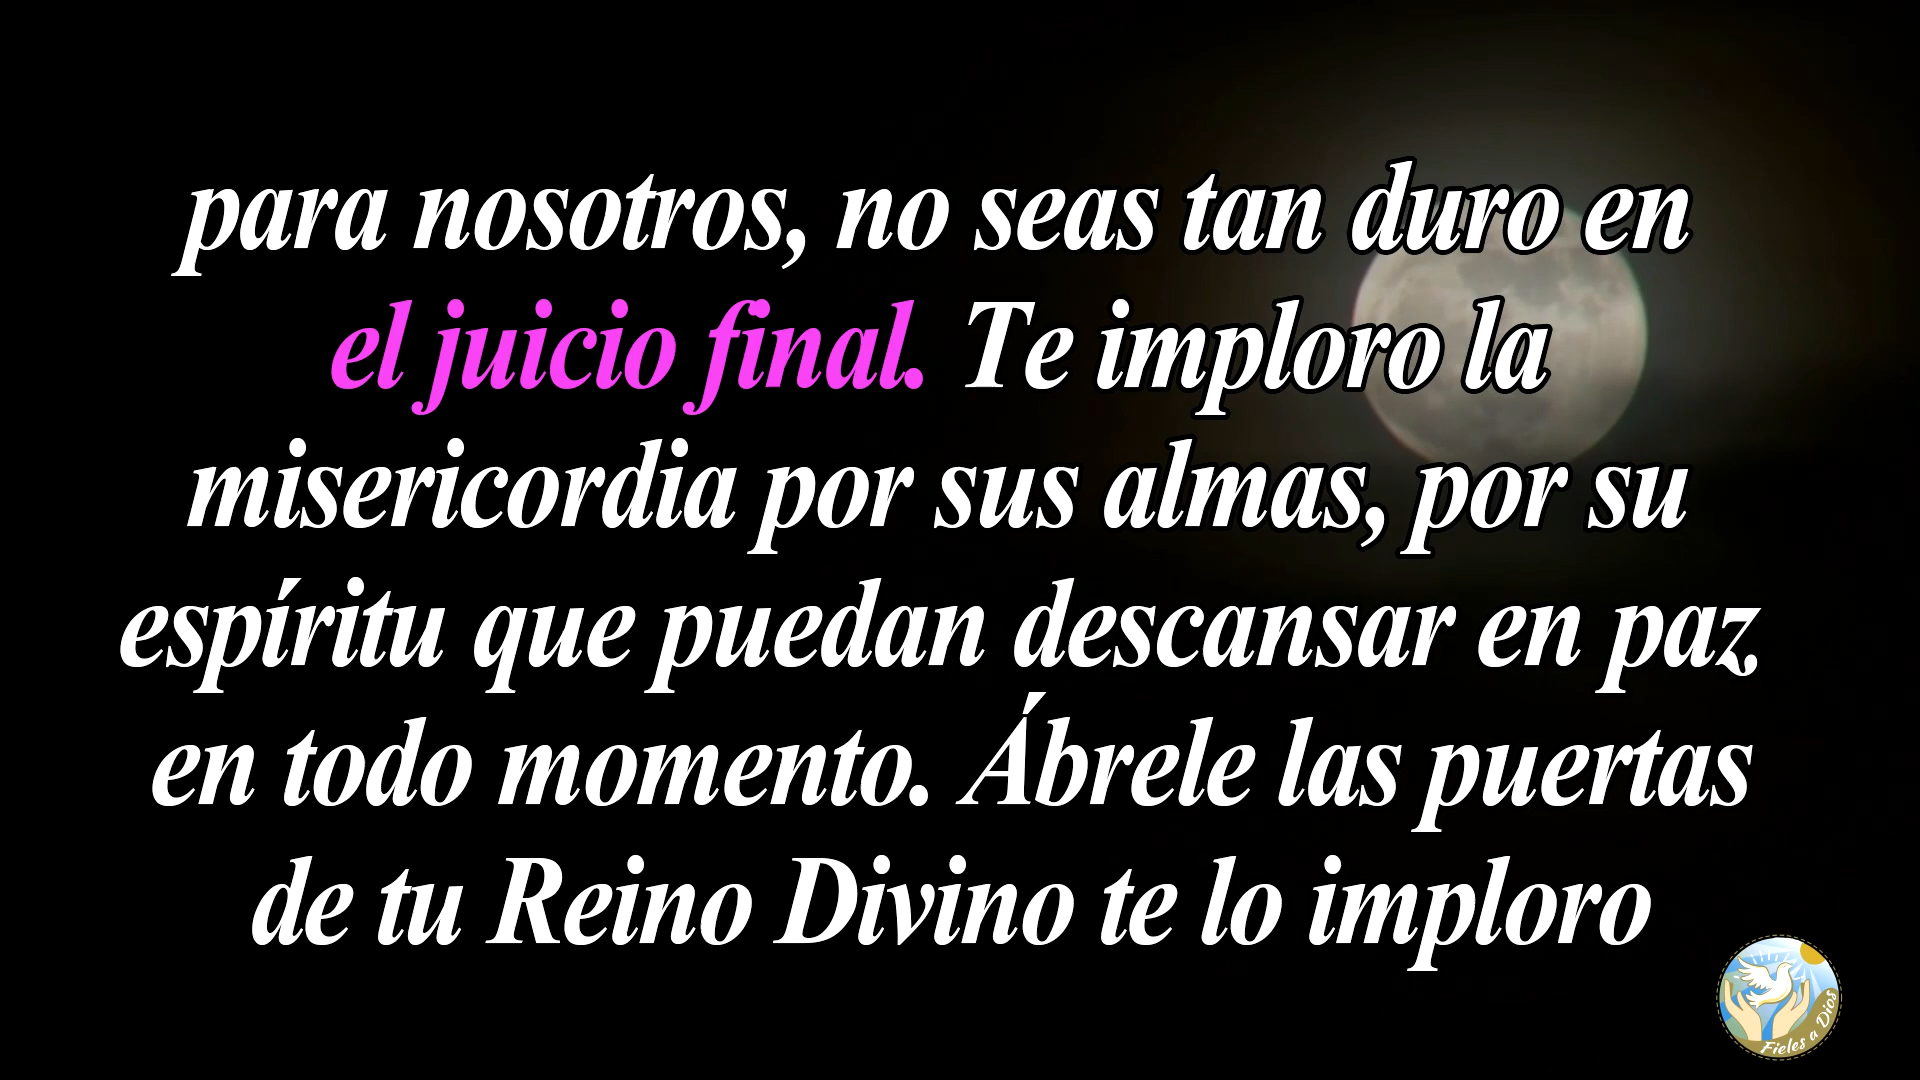 para nosotros, no seas tan duro en
el juicio final. Te imploro la
misericordia por sus almas, por su
espíritu que puedan descansar en paz
en todo momento. Ábrele las puertas
de tu Reino Divino te lo imploro
Fieles a Dios